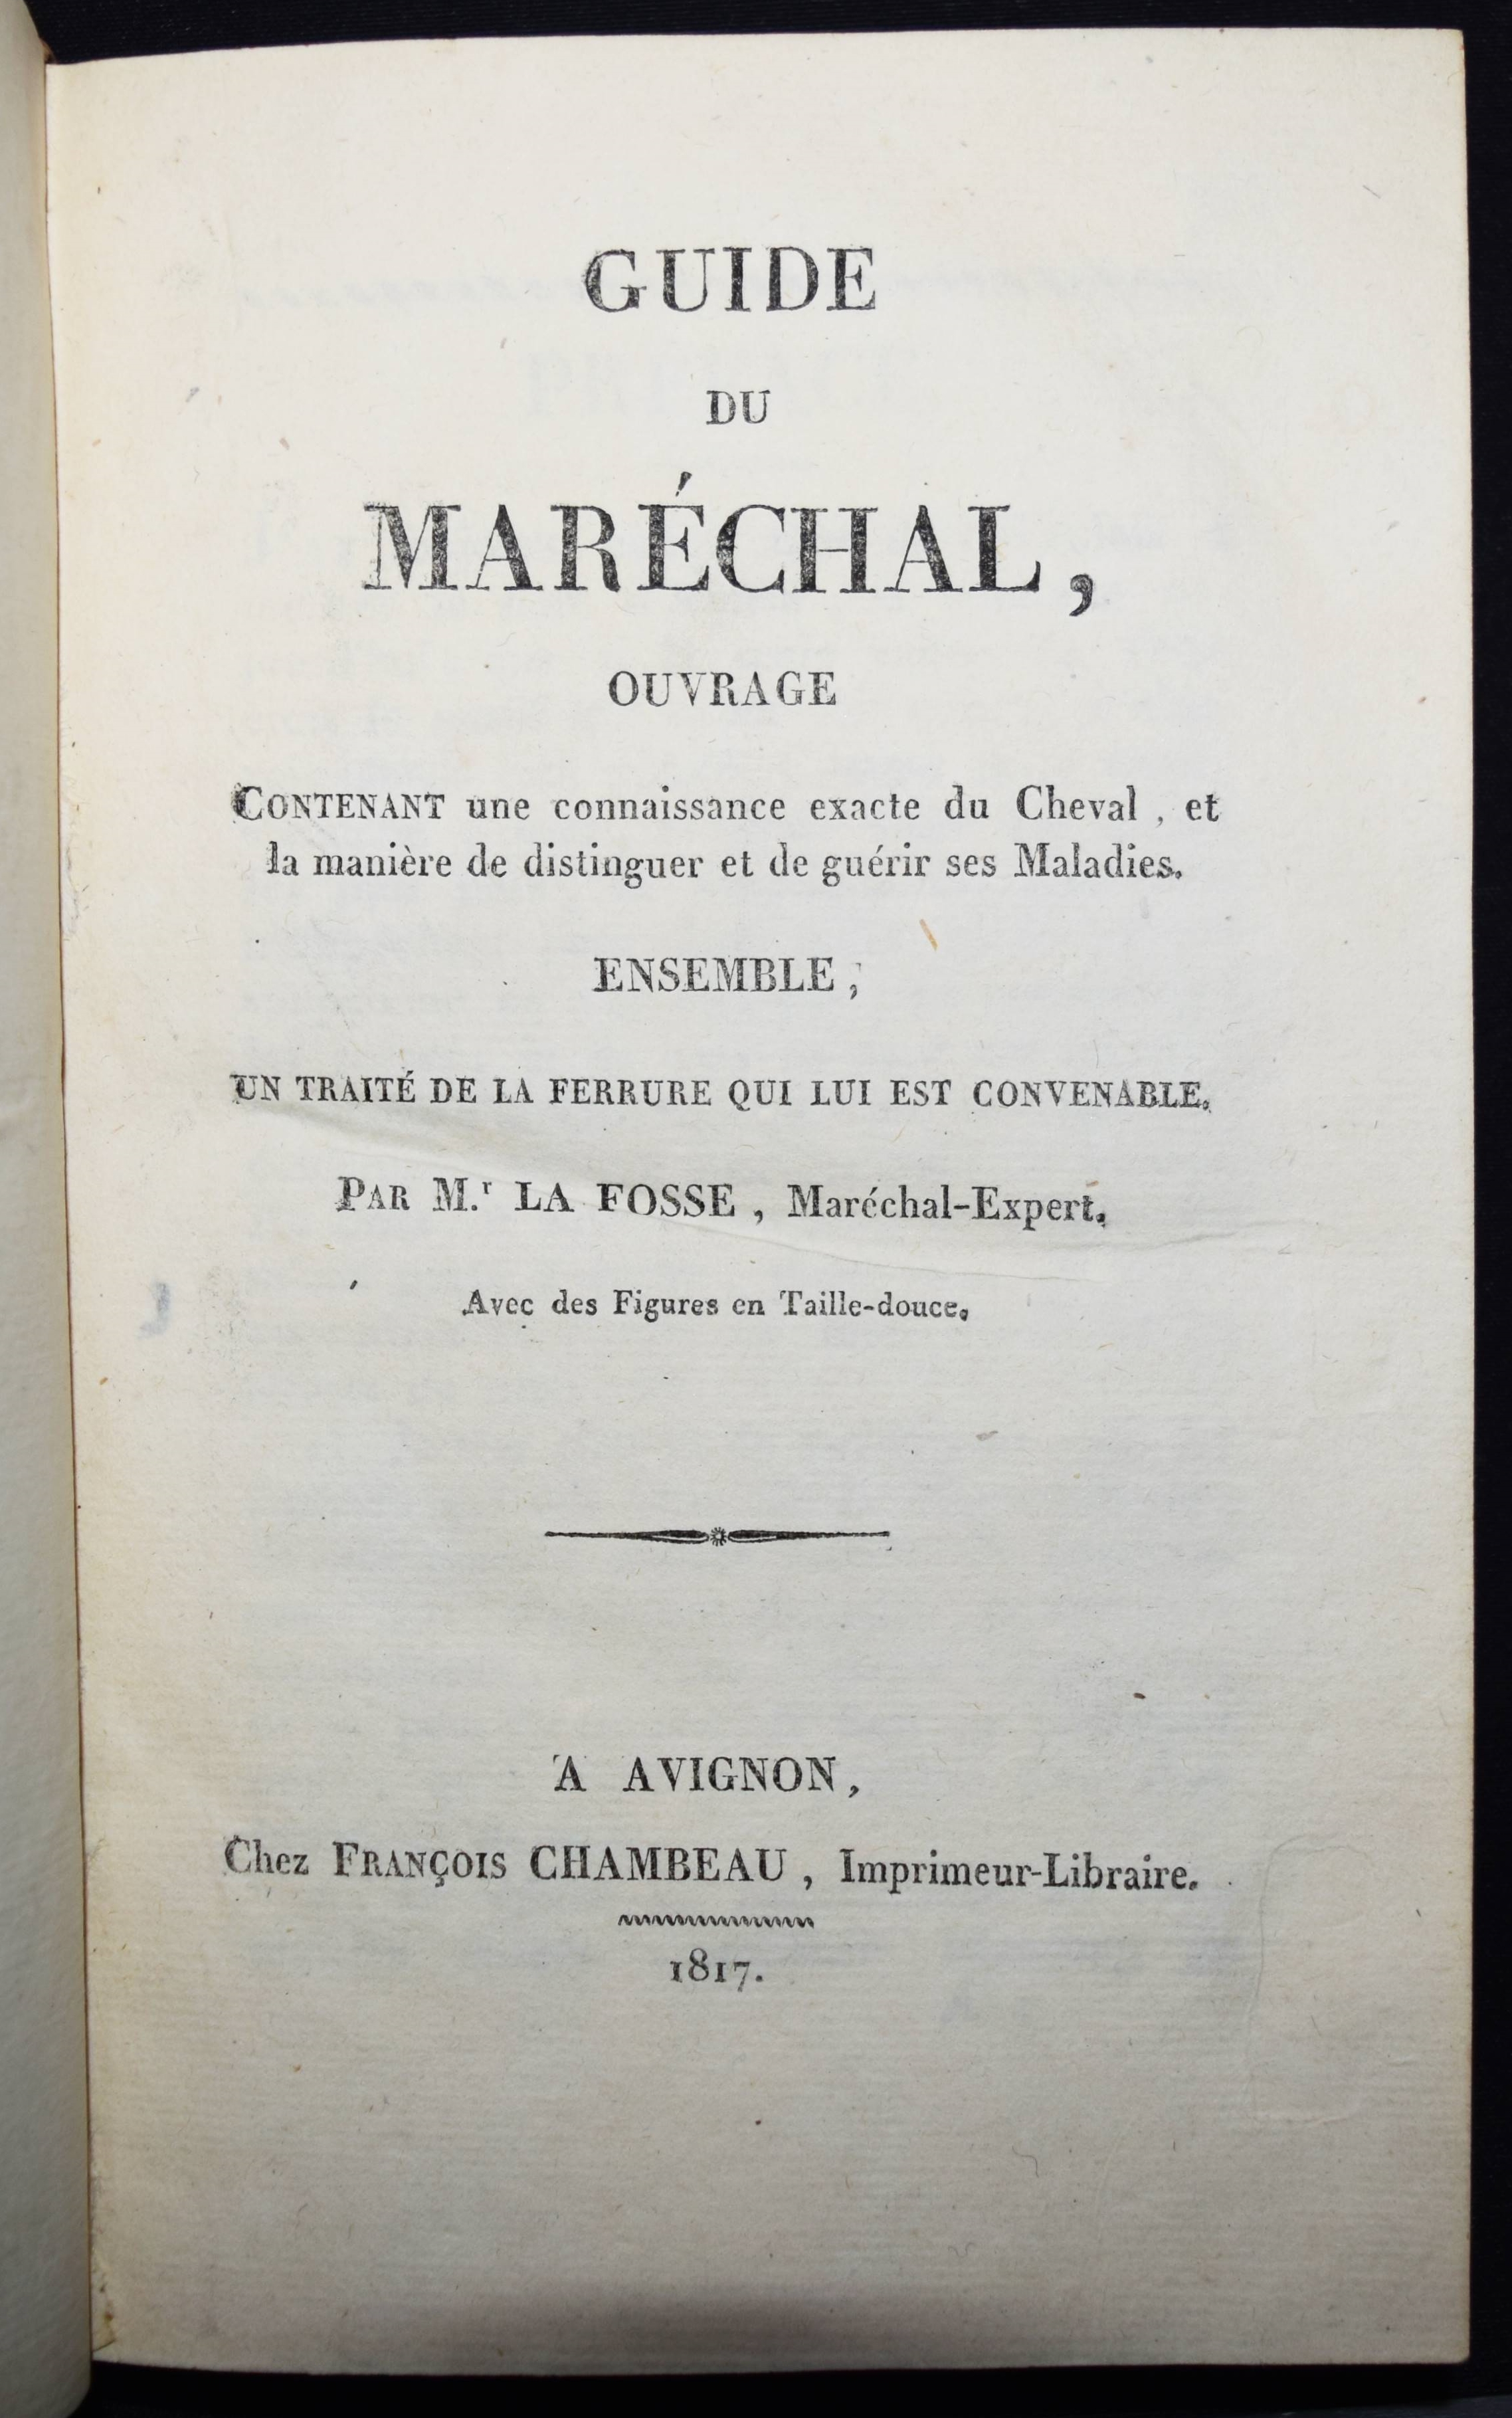 GUIDE
DU
MARÉCHAL,
OUVRAGE
CONTENANT une connaissance exacte du Cheval , et
la manière de distinguer et de guérir ses Maladies.
ENSEMBLE ,
UN TRAITÉ DE LA FERRURE QUI LUI EST CONVENABLE.
PAR M.r LA FOSSE , Maréchal-Expert.
Avec des Figures en Taille-douce.
A AVIGNON,
Chez FRANÇOIS CHAMBEAU , Imprimeur-Libraire.
1817.